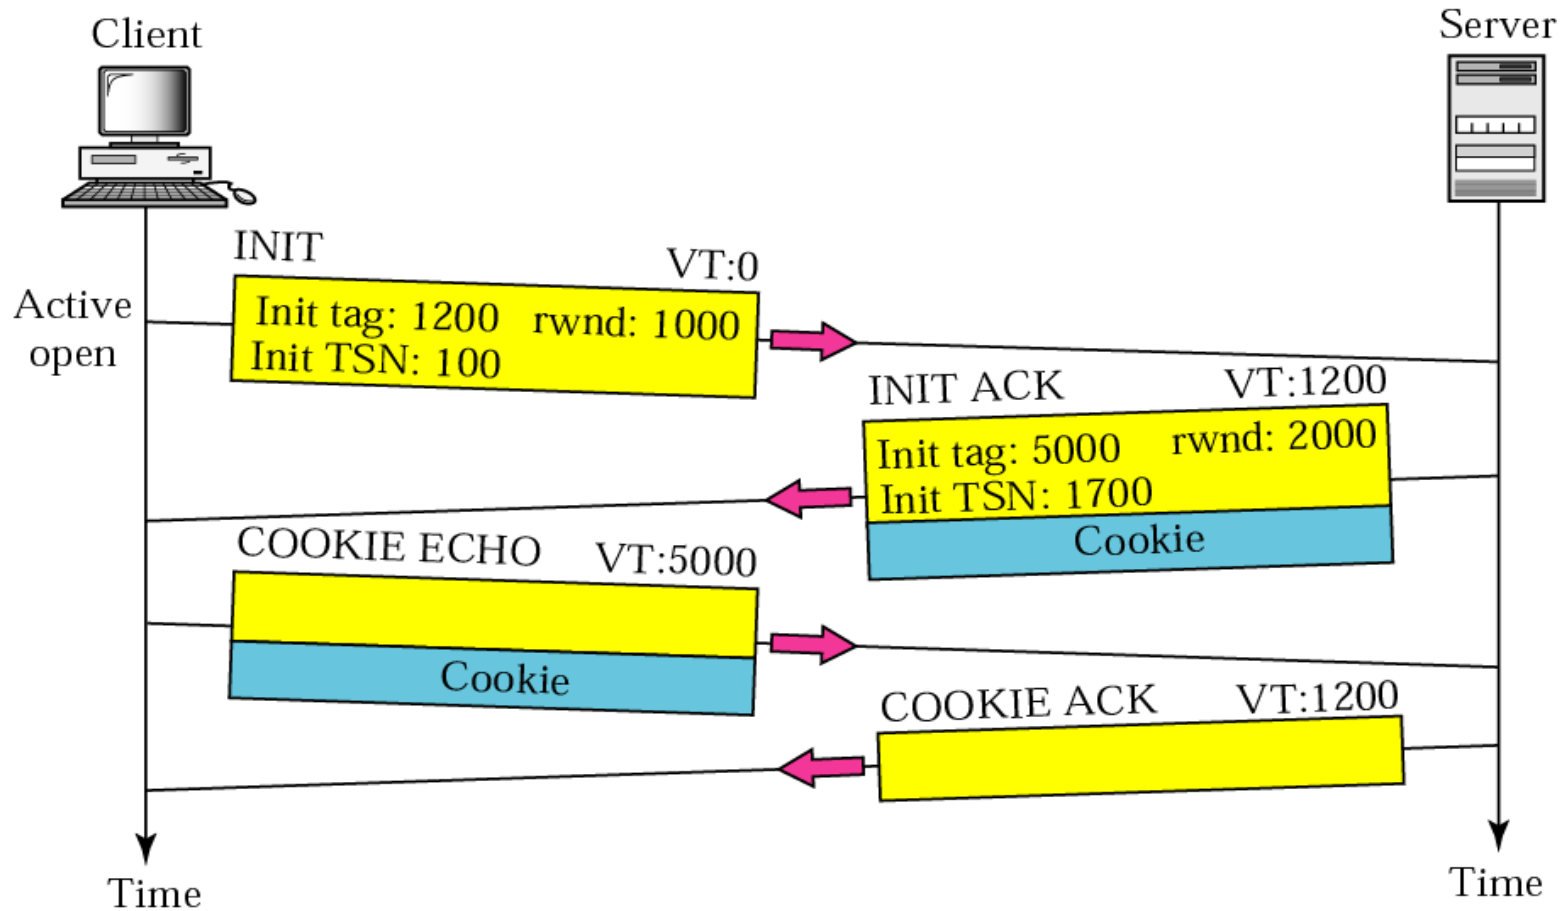 Client
Server
INIT VT:0
Active
open
Init tag: 1200 rwnd: 1000
Init TSN: 100
INIT ACK VT:1200
Init tag: 5000 rwnd: 2000
Init TSN: 1700
Cookie
COOKIE ECHO VT:5000
Cookie
COOKIE ACK VT:1200
Time
Time